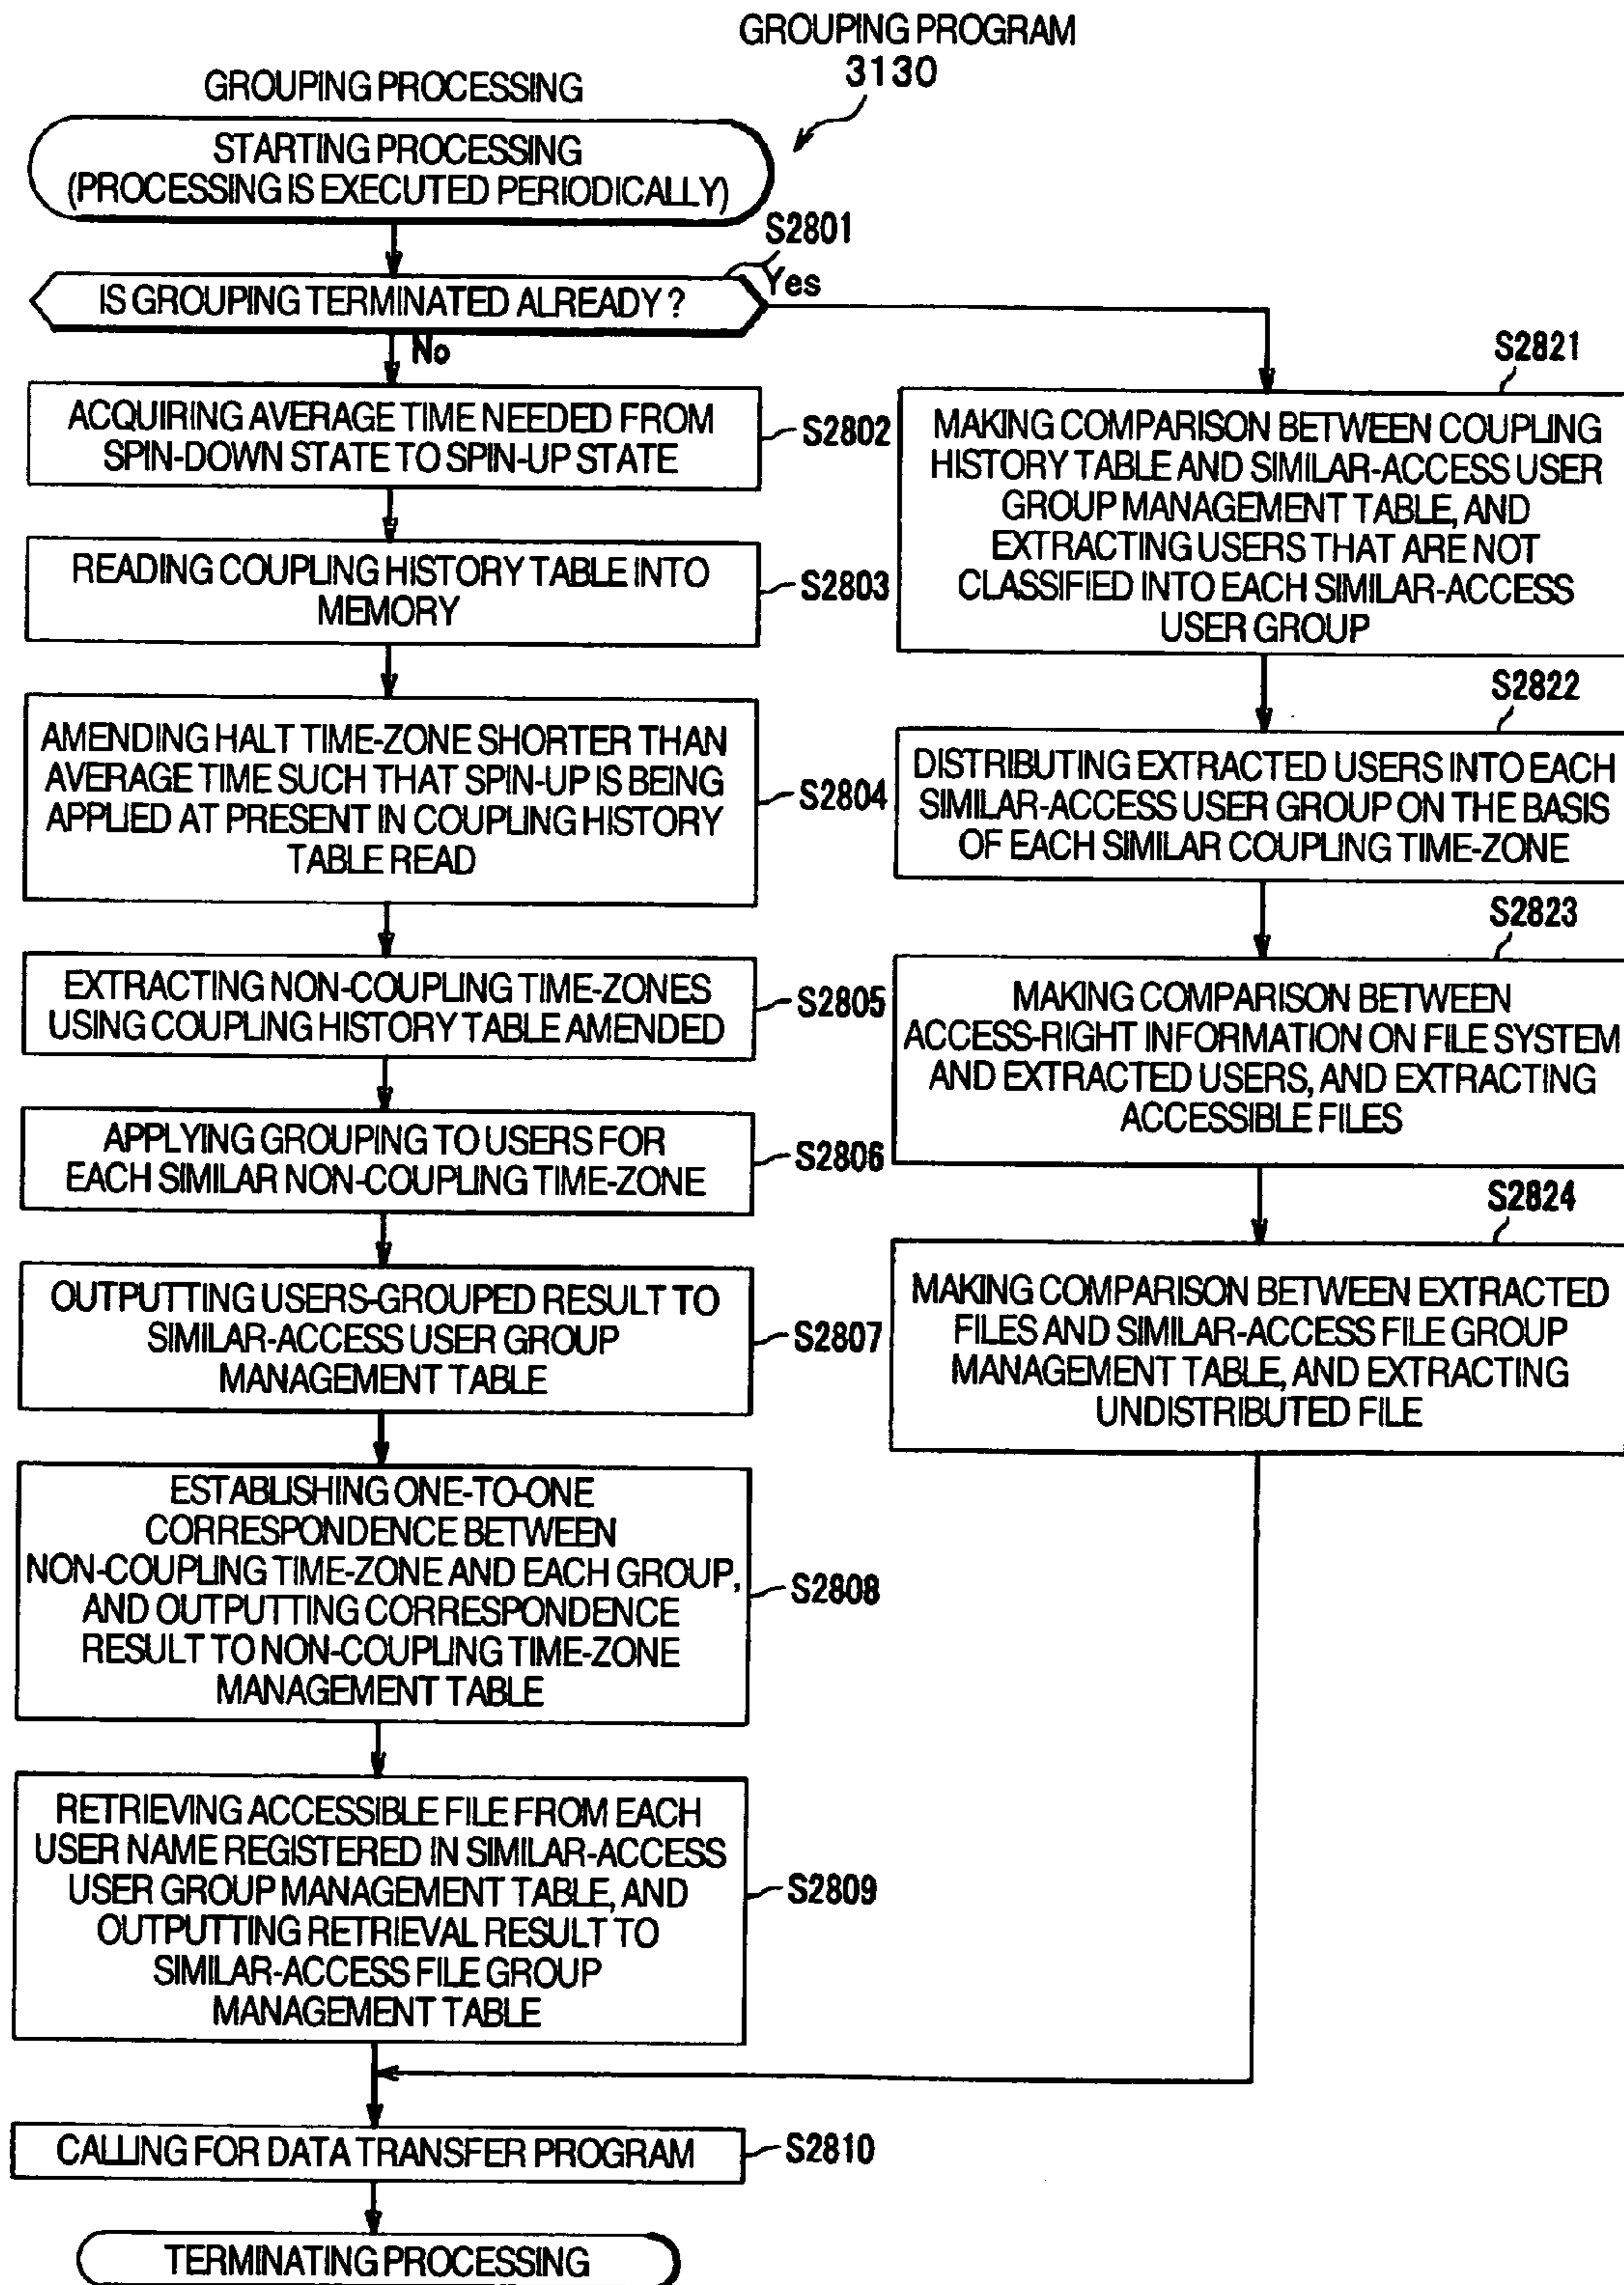 GROUPING PROGRAM
3130
GROUPING PROCESSING
STARTING PROCESSING
(PROCESSING IS EXECUTED PERIODICALLY)
S2801
IS GROUPING TERMINATED ALREADY ?
Yes
No
ACQUIRING AVERAGE TIME NEEDED FROM
SPIN-DOWN STATE TO SPIN-UP STATE
S2802
READING COUPLING HISTORY TABLE INTO
MEMORY
S2803
AMENDING HALT TIME-ZONE SHORTER THAN
AVERAGE TIME SUCH THAT SPIN-UP IS BEING
APPLIED AT PRESENT IN COUPLING HISTORY
TABLE READ
S2804
EXTRACTING NON-COUPLING TIME-ZONES
USING COUPLING HISTORY TABLE AMENDED
S2805
APPLYING GROUPING TO USERS FOR
EACH SIMILAR NON-COUPLING TIME-ZONE
S2806
OUTPUTTING USERS-GROUPED RESULT TO
SIMILAR-ACCESS USER GROUP
MANAGEMENT TABLE
S2807
ESTABLISHING ONE-TO-ONE
CORRESPONDENCE BETWEEN
NON-COUPLING TIME-ZONE AND EACH GROUP,
AND OUTPUTTING CORRESPONDENCE
RESULT TO NON-COUPLING TIME-ZONE
MANAGEMENT TABLE
S2808
RETRIEVING ACCESSIBLE FILE FROM EACH
USER NAME REGISTERED IN SIMILAR-ACCESS
USER GROUP MANAGEMENT TABLE, AND
OUTPUTTING RETRIEVAL RESULT TO
SIMILAR-ACCESS FILE GROUP
MANAGEMENT TABLE
S2809
S2821
MAKING COMPARISON BETWEEN COUPLING
HISTORY TABLE AND SIMILAR-ACCESS USER
GROUP MANAGEMENT TABLE, AND
EXTRACTING USERS THAT ARE NOT
CLASSIFIED INTO EACH SIMILAR-ACCESS
USER GROUP
S2822
DISTRIBUTING EXTRACTED USERS INTO EACH
SIMILAR-ACCESS USER GROUP ON THE BASIS
OF EACH SIMILAR COUPLING TIME-ZONE
S2823
MAKING COMPARISON BETWEEN
ACCESS-RIGHT INFORMATION ON FILE SYSTEM
AND EXTRACTED USERS, AND EXTRACTING
ACCESSIBLE FILES
S2824
MAKING COMPARISON BETWEEN EXTRACTED
FILES AND SIMILAR-ACCESS FILE GROUP
MANAGEMENT TABLE, AND EXTRACTING
UNDISTRIBUTED FILE
CALLING FOR DATA TRANSFER PROGRAM
S2810
TERMINATING PROCESSING